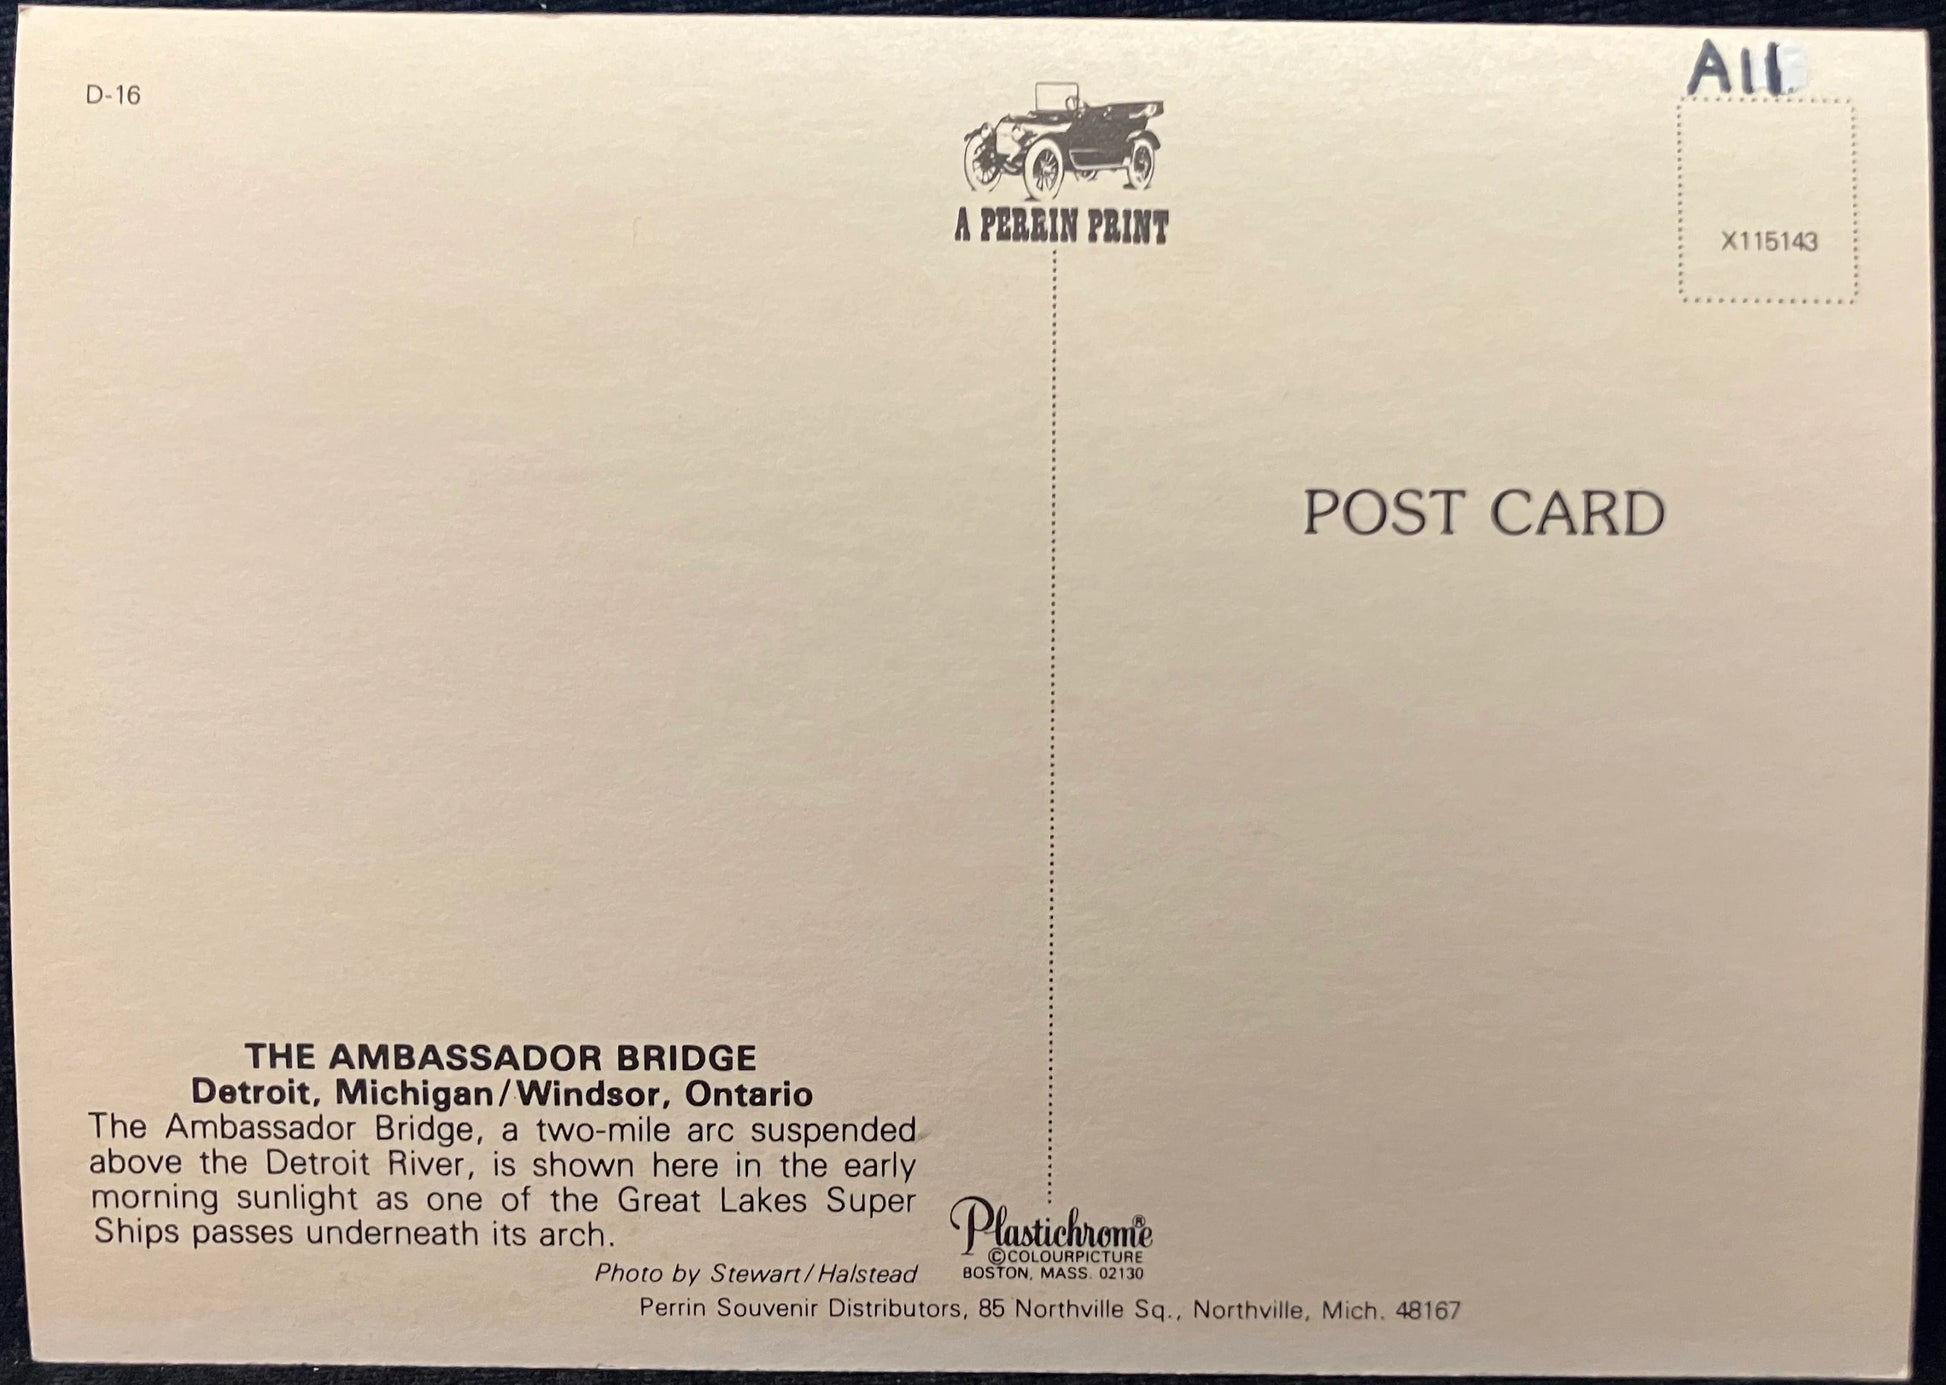 D-16
A PERRIN PRINT
A11
X115143
POST CARD
THE AMBASSADOR BRIDGE
Detroit, Michigan/Windsor, Ontario
The Ambassador Bridge, a two-mile arc suspended
above the Detroit River, is shown here in the early
morning sunlight as one of the Great Lakes Super
Ships passes underneath its arch.
Photo by Stewart/Halstead
Plastichrome®
©COLOURPICTURE
BOSTON, MASS. 02130
Perrin Souvenir Distributors, 85 Northville Sq., Northville, Mich. 48167